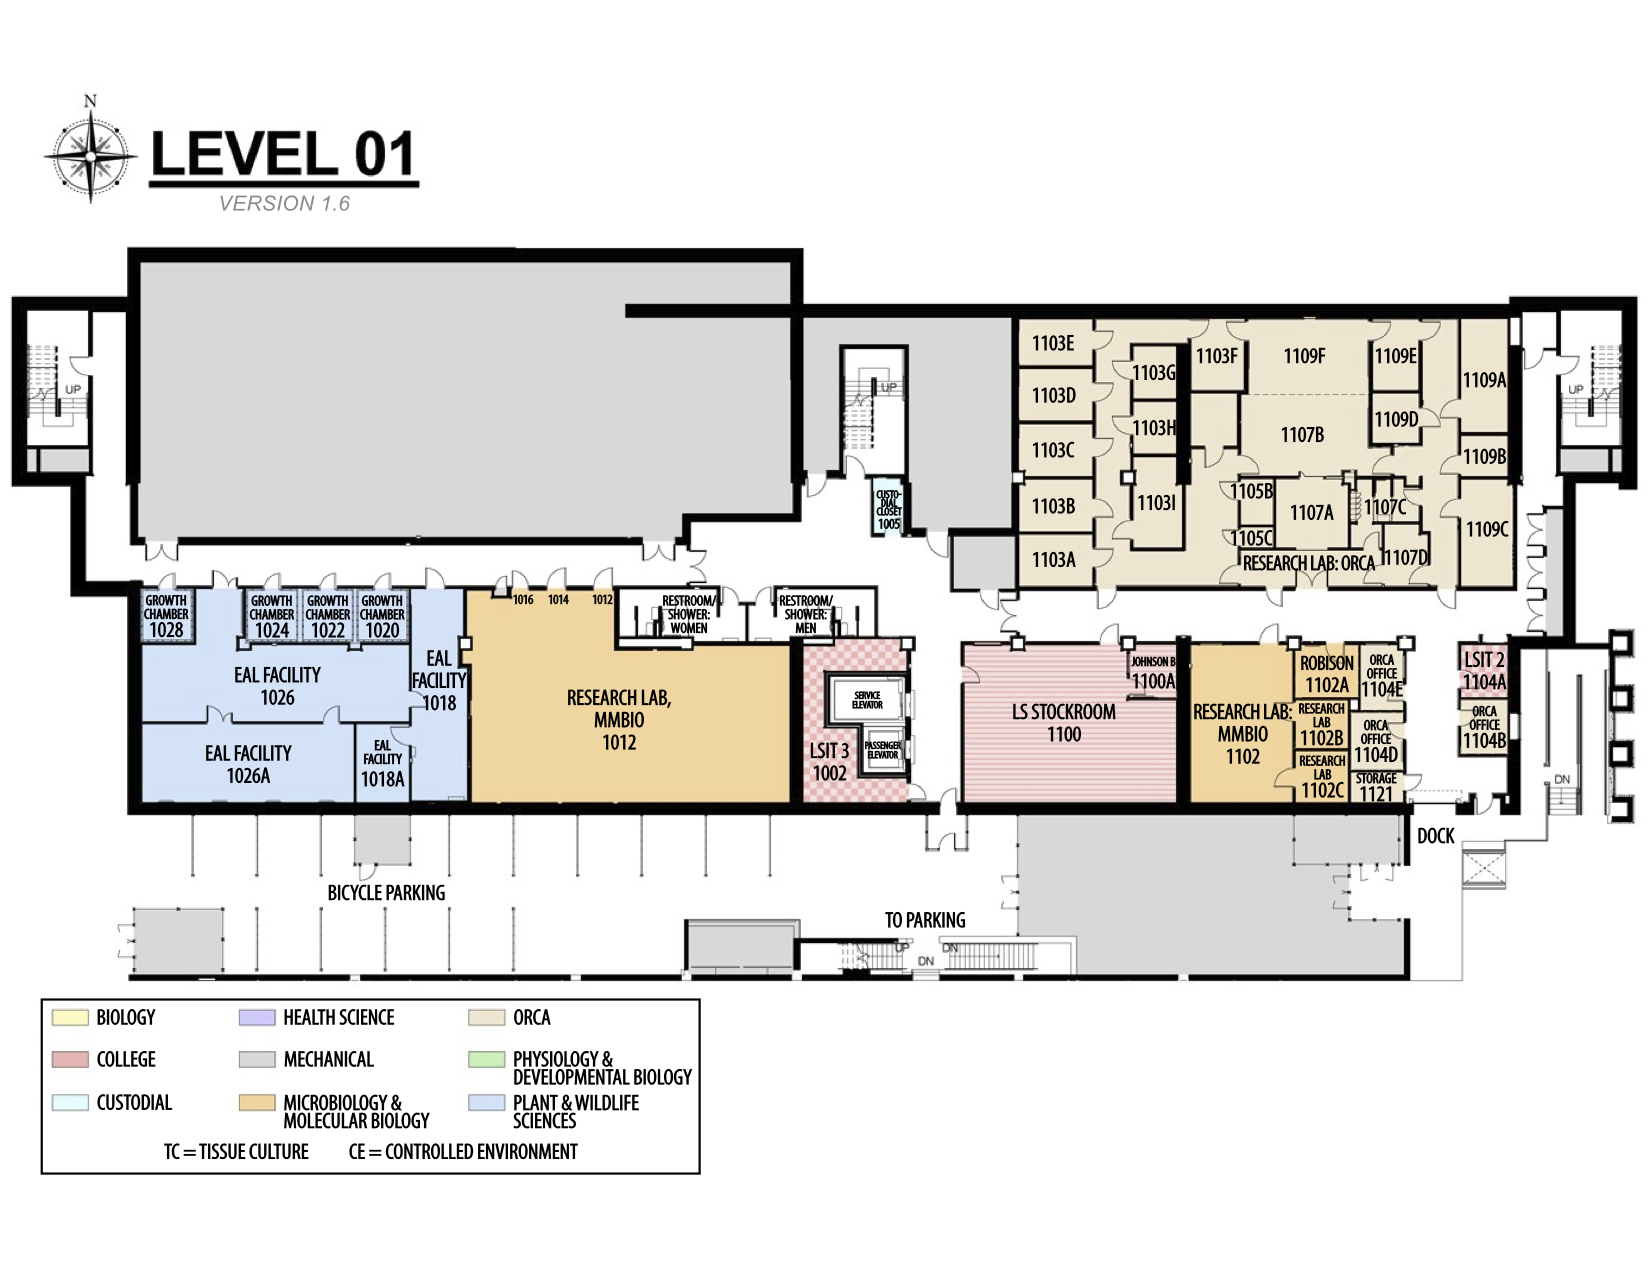 N
LEVEL 01
VERSION 1.6
UP
UP
UP
1103E
1103D
1103C
1103B
1103A
1103G
1103H
1103I
1103F
1109F
1107B
1109E
1109D
1109A
1109B
1109C
1105B
1105C
1107A
1107C
1107D
RESEARCH LAB: ORCA
CUSTO-
DIAL
CLOSET
1005
GROWTH
CHAMBER
1028
GROWTH
CHAMBER
1024
GROWTH
CHAMBER
1022
GROWTH
CHAMBER
1020
EAL FACILITY
1026
EAL
FACILITY
1018
EAL FACILITY
1026A
EAL
FACILITY
1018A
1016
1014
1012
RESEARCH LAB,
MMBIO
1012
RESTROOM/
SHOWER:
WOMEN
RESTROOM/
SHOWER:
MEN
SERVICE
ELEVATOR
PASSENGER
ELEVATOR
LSIT 3
1002
LS STOCKROOM
1100
JOHNSON B
1100A
RESEARCH LAB:
MMBIO
1102
ROBISON
1102A
RESEARCH
LAB
1102B
RESEARCH
LAB
1102C
ORCA
OFFICE
1104E
ORCA
OFFICE
1104D
STORAGE
1121
LSIT 2
1104A
ORCA
OFFICE
1104B
DN
DOCK
BICYCLE PARKING
TO PARKING
UP
DN
DN
BIOLOGY
COLLEGE
CUSTODIAL
HEALTH SCIENCE
MECHANICAL
MICROBIOLOGY &
MOLECULAR BIOLOGY
ORCA
PHYSIOLOGY &
DEVELOPMENTAL BIOLOGY
PLANT & WILDLIFE
SCIENCES
TC = TISSUE CULTURE
CE = CONTROLLED ENVIRONMENT